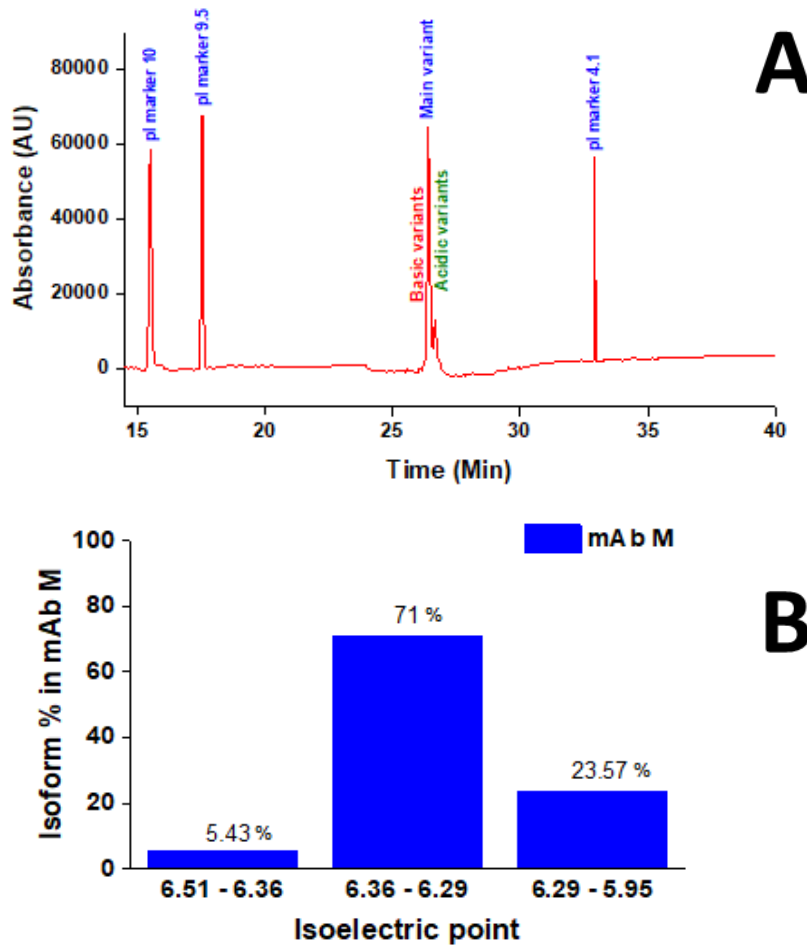 A
pI marker 10
pI marker 9.5
Main variant
Basic variants
Acidic variants
pI marker 4.1
Absorbance (AU)
80000
60000
40000
20000
0
15 20 25 30 35 40
Time (Min)
B
mAb M
Isoform % in mAb M
100
80
60
40
20
0
5.43 %
71 %
23.57 %
6.51 - 6.36 6.36 - 6.29 6.29 - 5.95
Isoelectric point